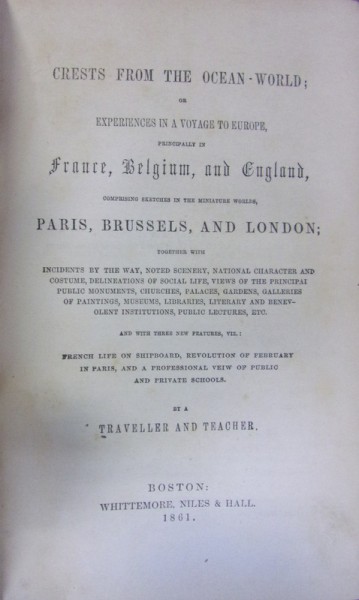 CRESTS FROM THE OCEAN-WORLD;
OR
EXPERIENCES IN A VOYAGE TO EUROPE,
PRINCIPALLY IN
France, Belgium, and England,
COMPRISING SKETCHES IN THE MINIATURE WORLDS,
PARIS, BRUSSELS, AND LONDON;
TOGETHER WITH
INCIDENTS BY THE WAY, NOTED SCENERY, NATIONAL CHARACTER AND
COSTUME, DELINEATIONS OF SOCIAL LIFE, VIEWS OF THE PRINCIPAL
PUBLIC MONUMENTS, CHURCHES, PALACES, GARDENS, GALLERIES
OF PAINTINGS, MUSEUMS, LIBRARIES, LITERARY AND BENEV-
OLENT INSTITUTIONS, PUBLIC LECTURES, ETC.
AND WITH THREE NEW FEATURES, VIZ.:
FRENCH LIFE ON SHIPBOARD, REVOLUTION OF FEBRUARY
IN PARIS, AND A PROFESSIONAL VEIW OF PUBLIC
AND PRIVATE SCHOOLS.
BY A
TRAVELLER AND TEACHER.
BOSTON:
WHITTEMORE, NILES & HALL.
1861.